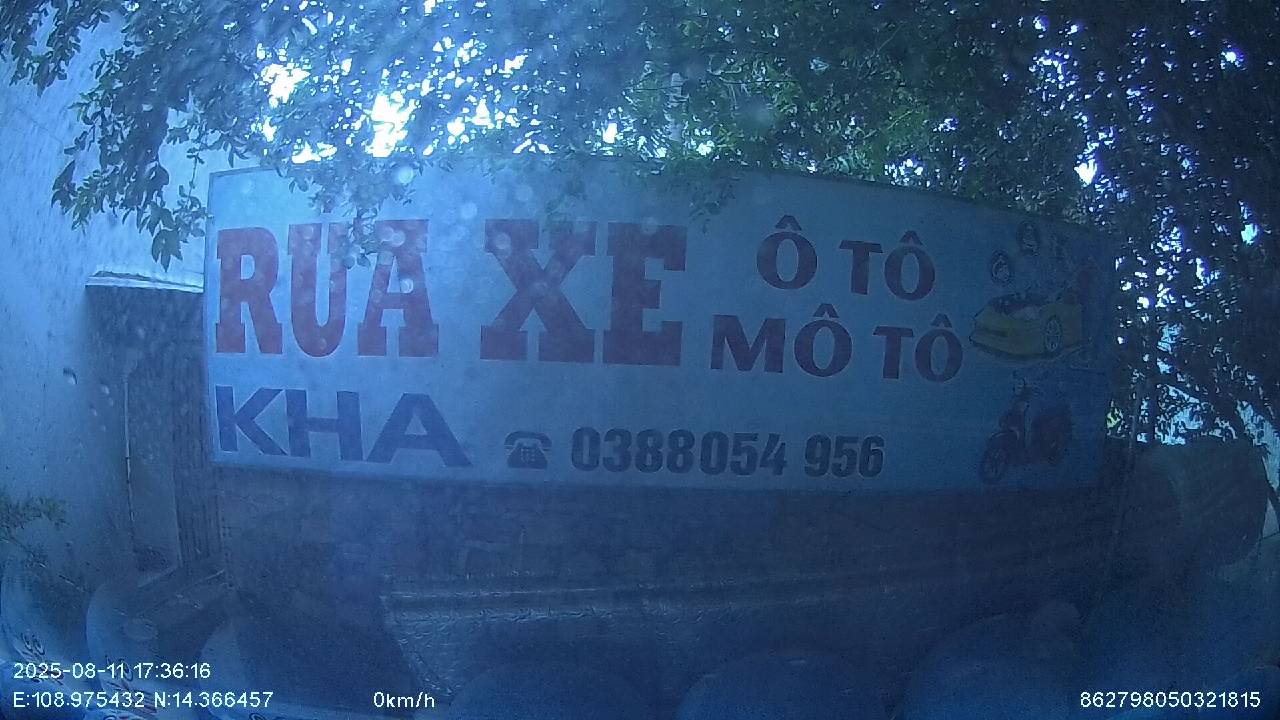 RỬA XE Ô TÔ
MÔ TÔ
KHA 0388054 956
2025-08-11 17:36:16
E:108.975432 N:14.366457 0km/h 862798050321815